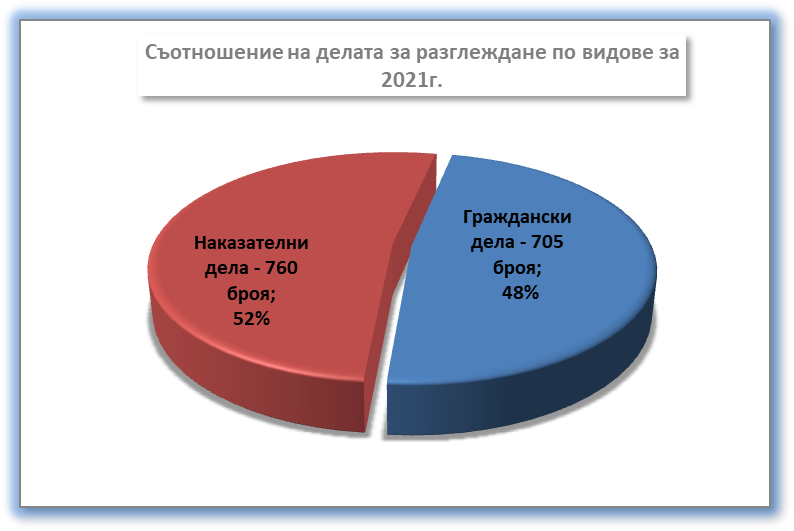 Съотношение на делата за разглеждане по видове за
2021г.
Наказателни
дела - 760
броя;
52%
Граждански
дела - 705
броя;
48%